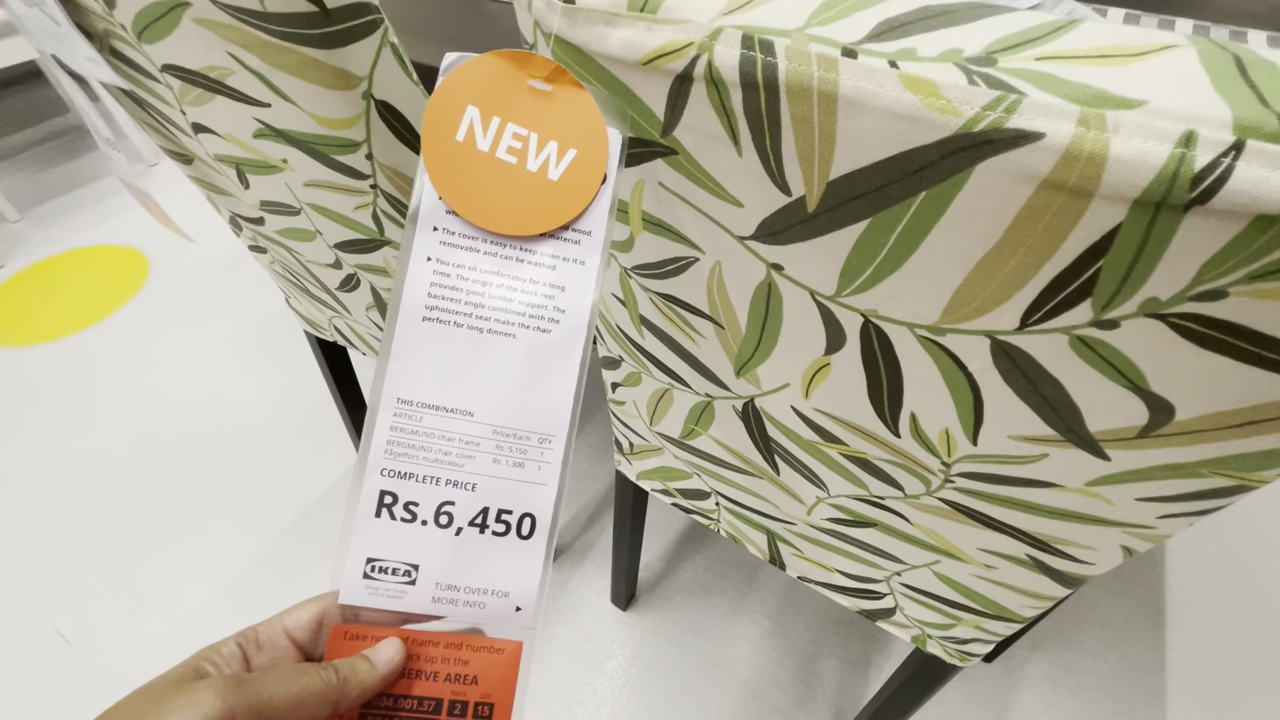 NEW
wood,
material.
▶ The cover is easy to keep clean as it is
removable and can be washed.
▶ You can sit comfortably for a long
time. The angle of the back rest
provides good lumbar support. The
backrest angle combined with the
upholstered seat make the chair
perfect for long dinners.
THIS COMBINATION
ARTICLE Price/Each QTY
BERGMUND chair frame Rs. 5,150 1
BERGMUND chair cover Rs. 1,300 1
Fågelfors multicolour
COMPLETE PRICE
Rs.6,450
IKEA
TURN OVER FOR
MORE INFO ▶
Take of name and number
up in the
SERVE AREA
04.001.37 2 15